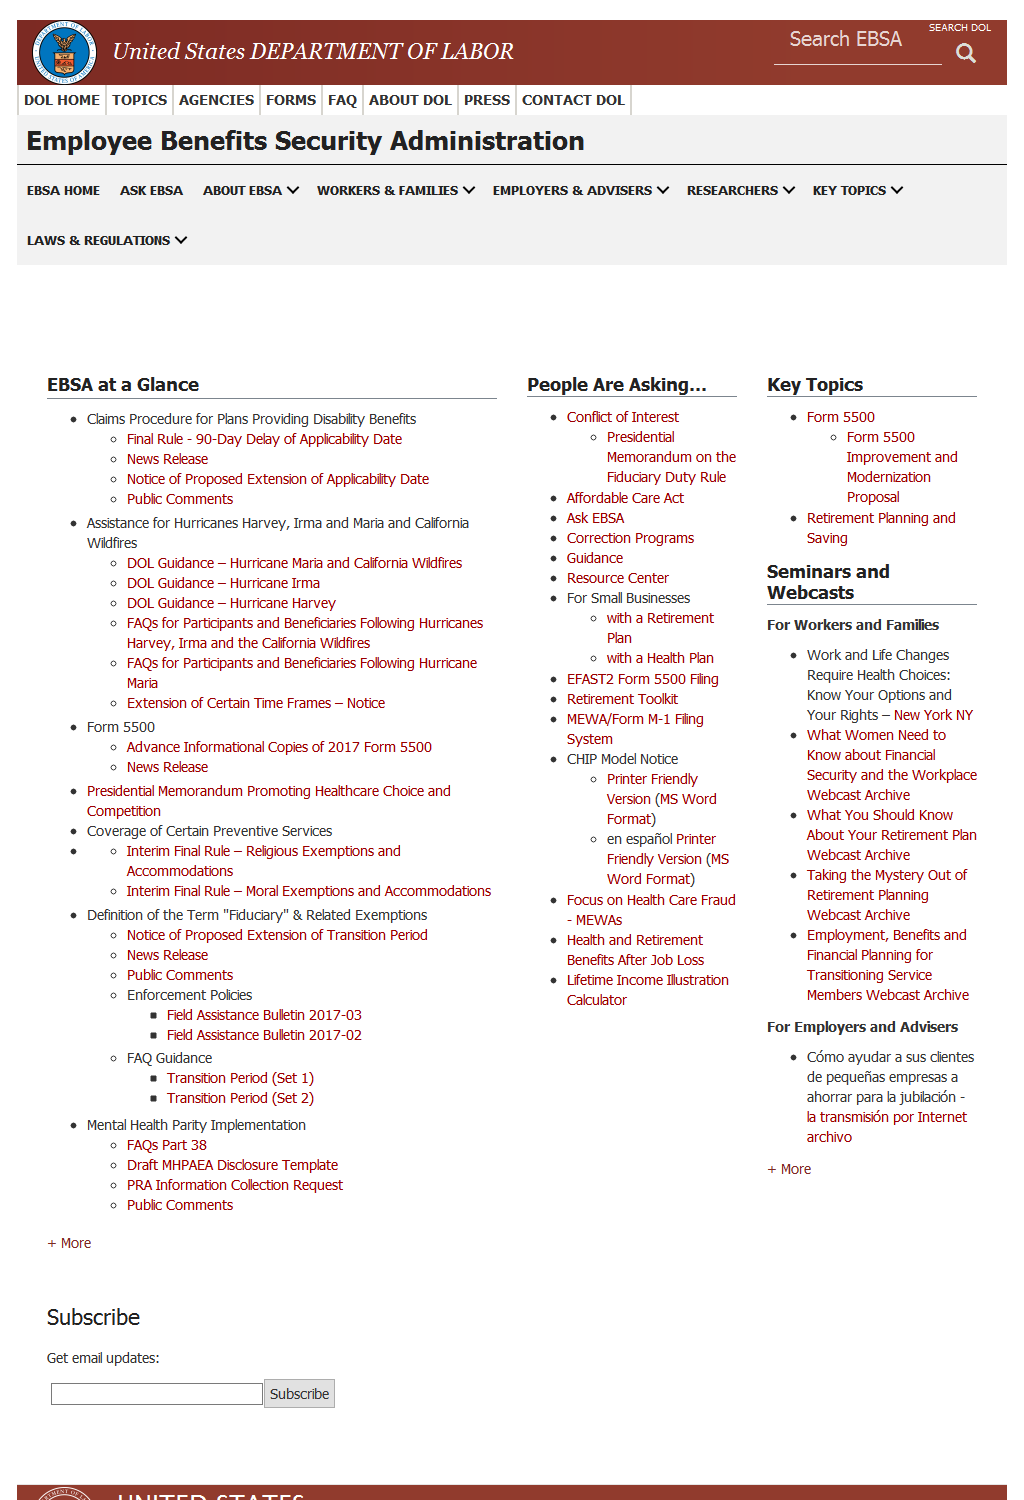 United States DEPARTMENT OF LABOR
Search EBSA
SEARCH DOL
DOL HOME
TOPICS
AGENCIES
FORMS
FAQ
ABOUT DOL
PRESS
CONTACT DOL
Employee Benefits Security Administration
EBSA HOME
ASK EBSA
ABOUT EBSA
WORKERS & FAMILIES
EMPLOYERS & ADVISERS
RESEARCHERS
KEY TOPICS
LAWS & REGULATIONS
EBSA at a Glance
Claims Procedure for Plans Providing Disability Benefits
Final Rule - 90-Day Delay of Applicability Date
News Release
Notice of Proposed Extension of Applicability Date
Public Comments
Assistance for Hurricanes Harvey, Irma and Maria and California
Wildfires
DOL Guidance – Hurricane Maria and California Wildfires
DOL Guidance – Hurricane Irma
DOL Guidance – Hurricane Harvey
FAQs for Participants and Beneficiaries Following Hurricanes
Harvey, Irma and the California Wildfires
FAQs for Participants and Beneficiaries Following Hurricane
Maria
Extension of Certain Time Frames – Notice
Form 5500
Advance Informational Copies of 2017 Form 5500
News Release
Presidential Memorandum Promoting Healthcare Choice and
Competition
Coverage of Certain Preventive Services
Interim Final Rule – Religious Exemptions and
Accommodations
Interim Final Rule – Moral Exemptions and Accommodations
Definition of the Term "Fiduciary" & Related Exemptions
Notice of Proposed Extension of Transition Period
News Release
Public Comments
Enforcement Policies
Field Assistance Bulletin 2017-03
Field Assistance Bulletin 2017-02
FAQ Guidance
Transition Period (Set 1)
Transition Period (Set 2)
Mental Health Parity Implementation
FAQs Part 38
Draft MHPAEA Disclosure Template
PRA Information Collection Request
Public Comments
+ More
People Are Asking...
Conflict of Interest
Presidential
Memorandum on the
Fiduciary Duty Rule
Affordable Care Act
Ask EBSA
Correction Programs
Guidance
Resource Center
For Small Businesses
with a Retirement
Plan
with a Health Plan
EFAST2 Form 5500 Filing
Retirement Toolkit
MEWA/Form M-1 Filing
System
CHIP Model Notice
Printer Friendly
Version (MS Word
Format)
en español Printer
Friendly Version (MS
Word Format)
Focus on Health Care Fraud
- MEWAs
Health and Retirement
Benefits After Job Loss
Lifetime Income Illustration
Calculator
Key Topics
Form 5500
Form 5500
Improvement and
Modernization
Proposal
Retirement Planning and
Saving
Seminars and
Webcasts
For Workers and Families
Work and Life Changes
Require Health Choices:
Know Your Options and
Your Rights – New York NY
What Women Need to
Know about Financial
Security and the Workplace
Webcast Archive
What You Should Know
About Your Retirement Plan
Webcast Archive
Taking the Mystery Out of
Retirement Planning
Webcast Archive
Employment, Benefits and
Financial Planning for
Transitioning Service
Members Webcast Archive
For Employers and Advisers
Cómo ayudar a sus clientes
de pequeñas empresas a
ahorrar para la jubilación -
la transmisión por Internet
archivo
+ More
Subscribe
Get email updates:
Subscribe
UNITED STATES